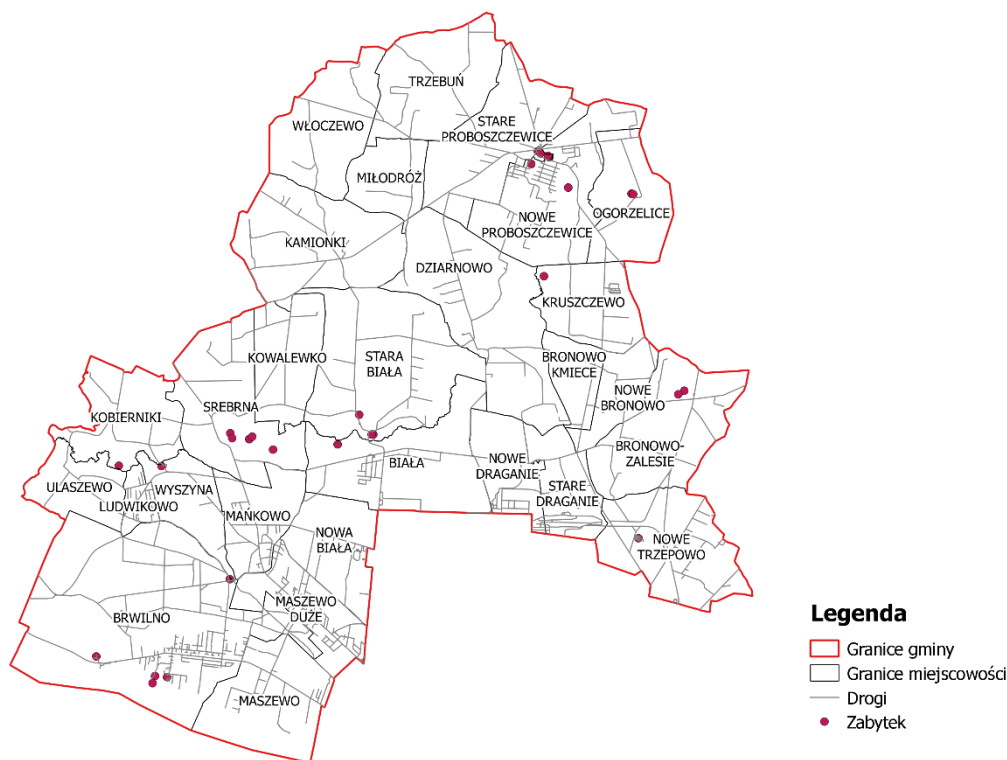 TRZEBUŃ
STARE
PROBOSZCZEWICE
WŁOCZEWO
MIŁODRÓŻ
OGORZELICE
NOWE
PROBOSZCZEWICE
KAMIONKI
DZIARNOWO
KRUSZCZEWO
KOWALEWKO
STARA
BIAŁA
BRONOWO
KMIECE
NOWE
BRONOWO
SREBRNA
KOBIERNIKI
BRONOWO-
ZALESIE
NOWE
DRAGANIE
BIAŁA
ULASZEWO
WYSZYNA
LUDWIKOWO
STARE
DRAGANIE
MAŃKOWO
NOWA
BIAŁA
NOWE
TRZEPOWO
MASZEWO
DUŻE
BRWILNO
MASZEWO
Legenda
Granice gminy
Granice miejscowości
Drogi
Zabytek